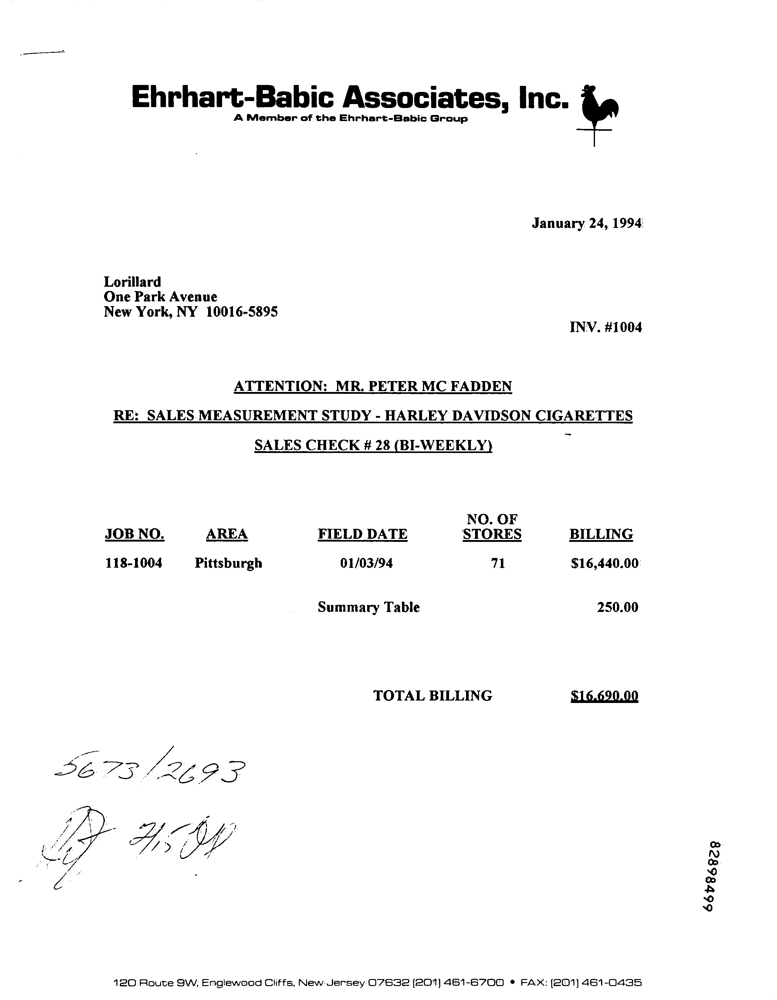 Ehrhart-Babic Associates, Inc.
A Member of the Ehrhart-Babic Group
January 24, 1994
Lorillard
One Park Avenue
New York, NY 10016-5895
INV. #1004
ATTENTION: MR. PETER MC FADDEN
RE: SALES MEASUREMENT STUDY - HARLEY DAVIDSON CIGARETTES
SALES CHECK # 28 (BI-WEEKLY)
JOB NO. AREA FIELD DATE NO. OF STORES BILLING
118-1004 Pittsburgh 01/03/94 71 $16,440.00
Summary Table 250.00
TOTAL BILLING $16,690.00
5673/2693
82898499
120 Route 9W, Englewood Cliffs, New Jersey 07632 (201) 461-6700 • FAX: (201) 461-0435